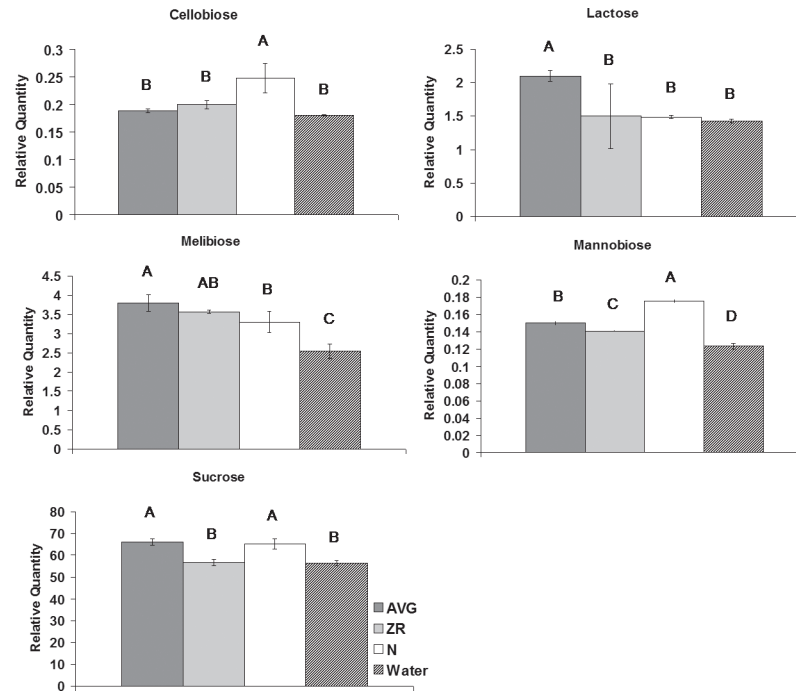 Cellobiose
Relative Quantity
0.3
0.25
0.2
0.15
0.1
0.05
0
B
B
A
B
Lactose
Relative Quantity
2.5
2
1.5
1
0.5
0
A
B
B
B
Melibiose
Relative Quantity
4.5
4
3.5
3
2.5
2
1.5
1
0.5
0
A
AB
B
C
Mannobiose
Relative Quantity
0.2
0.18
0.16
0.14
0.12
0.1
0.08
0.06
0.04
0.02
0
B
C
A
D
Sucrose
Relative Quantity
80
70
60
50
40
30
20
10
0
A
B
A
B
AVG
ZR
N
Water